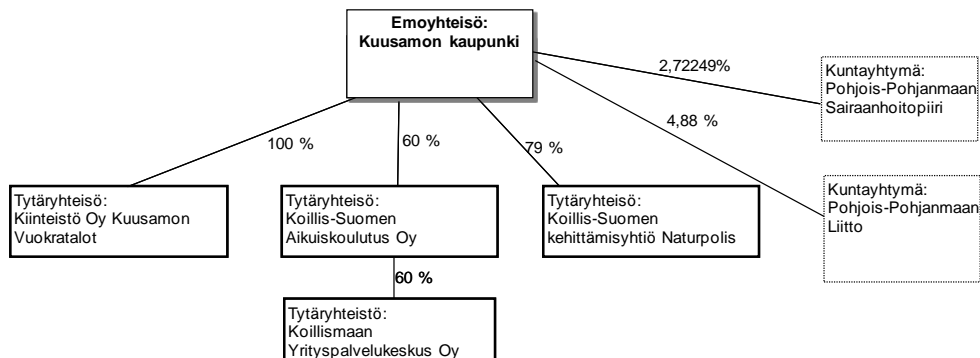 Emoyhteisö:
Kuusamon kaupunki
2,72249%
Kuntayhtymä:
Pohjois-Pohjanmaan
Sairaanhoitopiiri
4,88 %
100 %
60 %
79 %
Tytäryhteisö:
Kiinteistö Oy Kuusamon
Vuokratalot
Tytäryhteisö:
Koillis-Suomen
Aikuiskoulutus Oy
Tytäryhteisö:
Koillis-Suomen
kehittämisyhtiö Naturpolis
Kuntayhtymä:
Pohjois-Pohjanmaan
Liitto
60 %
Tytäryhteistö:
Koillismaan
Yrityspalvelukeskus Oy